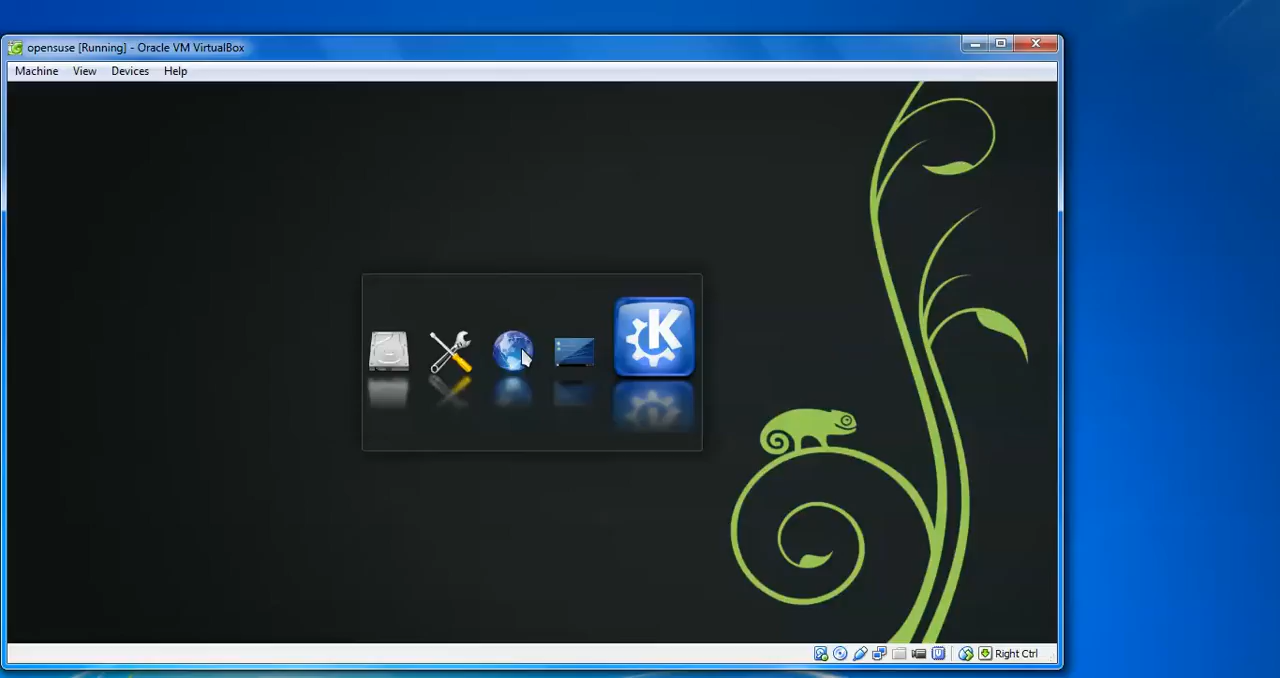 opensuse [Running] - Oracle VM VirtualBox
Machine View Devices Help
K
Right Ctrl